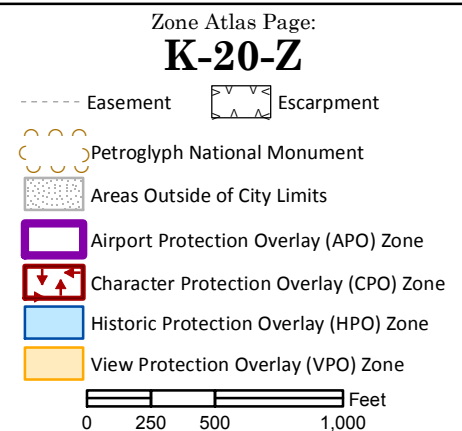 Zone Atlas Page:
K-20-Z
Easement Escarpment
Petroglyph National Monument
Areas Outside of City Limits
Airport Protection Overlay (APO) Zone
Character Protection Overlay (CPO) Zone
Historic Protection Overlay (HPO) Zone
View Protection Overlay (VPO) Zone
Feet
0 250 500 1,000